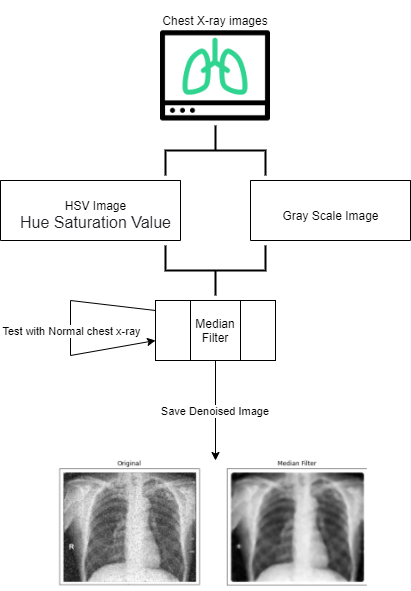 Chest X-ray images
HSV Image
Hue Saturation Value
Gray Scale Image
Median
Filter
Test with Normal chest x-ray
Save Denoised Image
Original
Median Filter
R